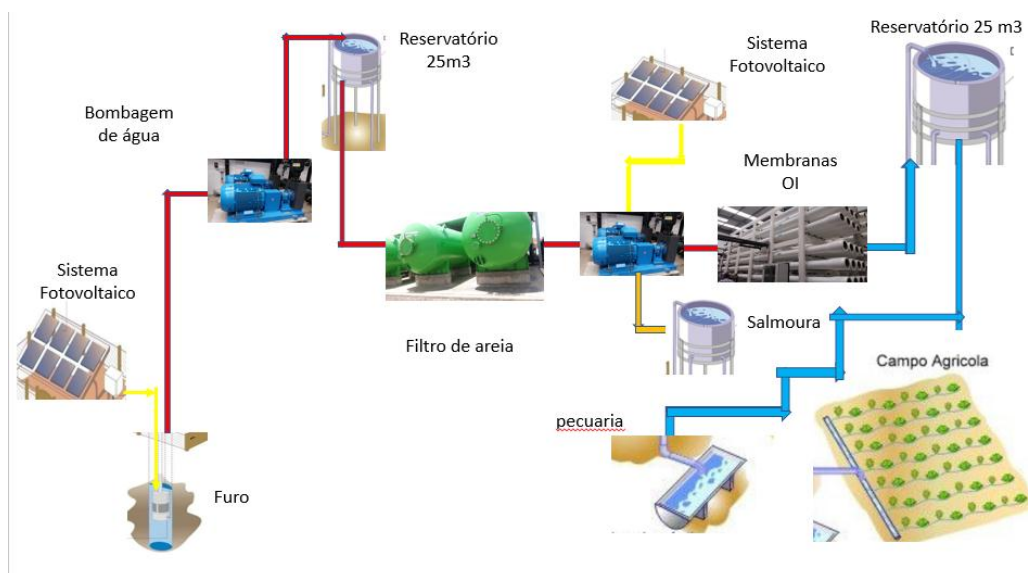 Reservatório
25m3
Bombagem
de água
Sistema
Fotovoltaico
Reservatório 25 m3
Membranas
OI
Sistema
Fotovoltaico
Filtro de areia
Salmoura
Campo Agricola
pecuaria
Furo